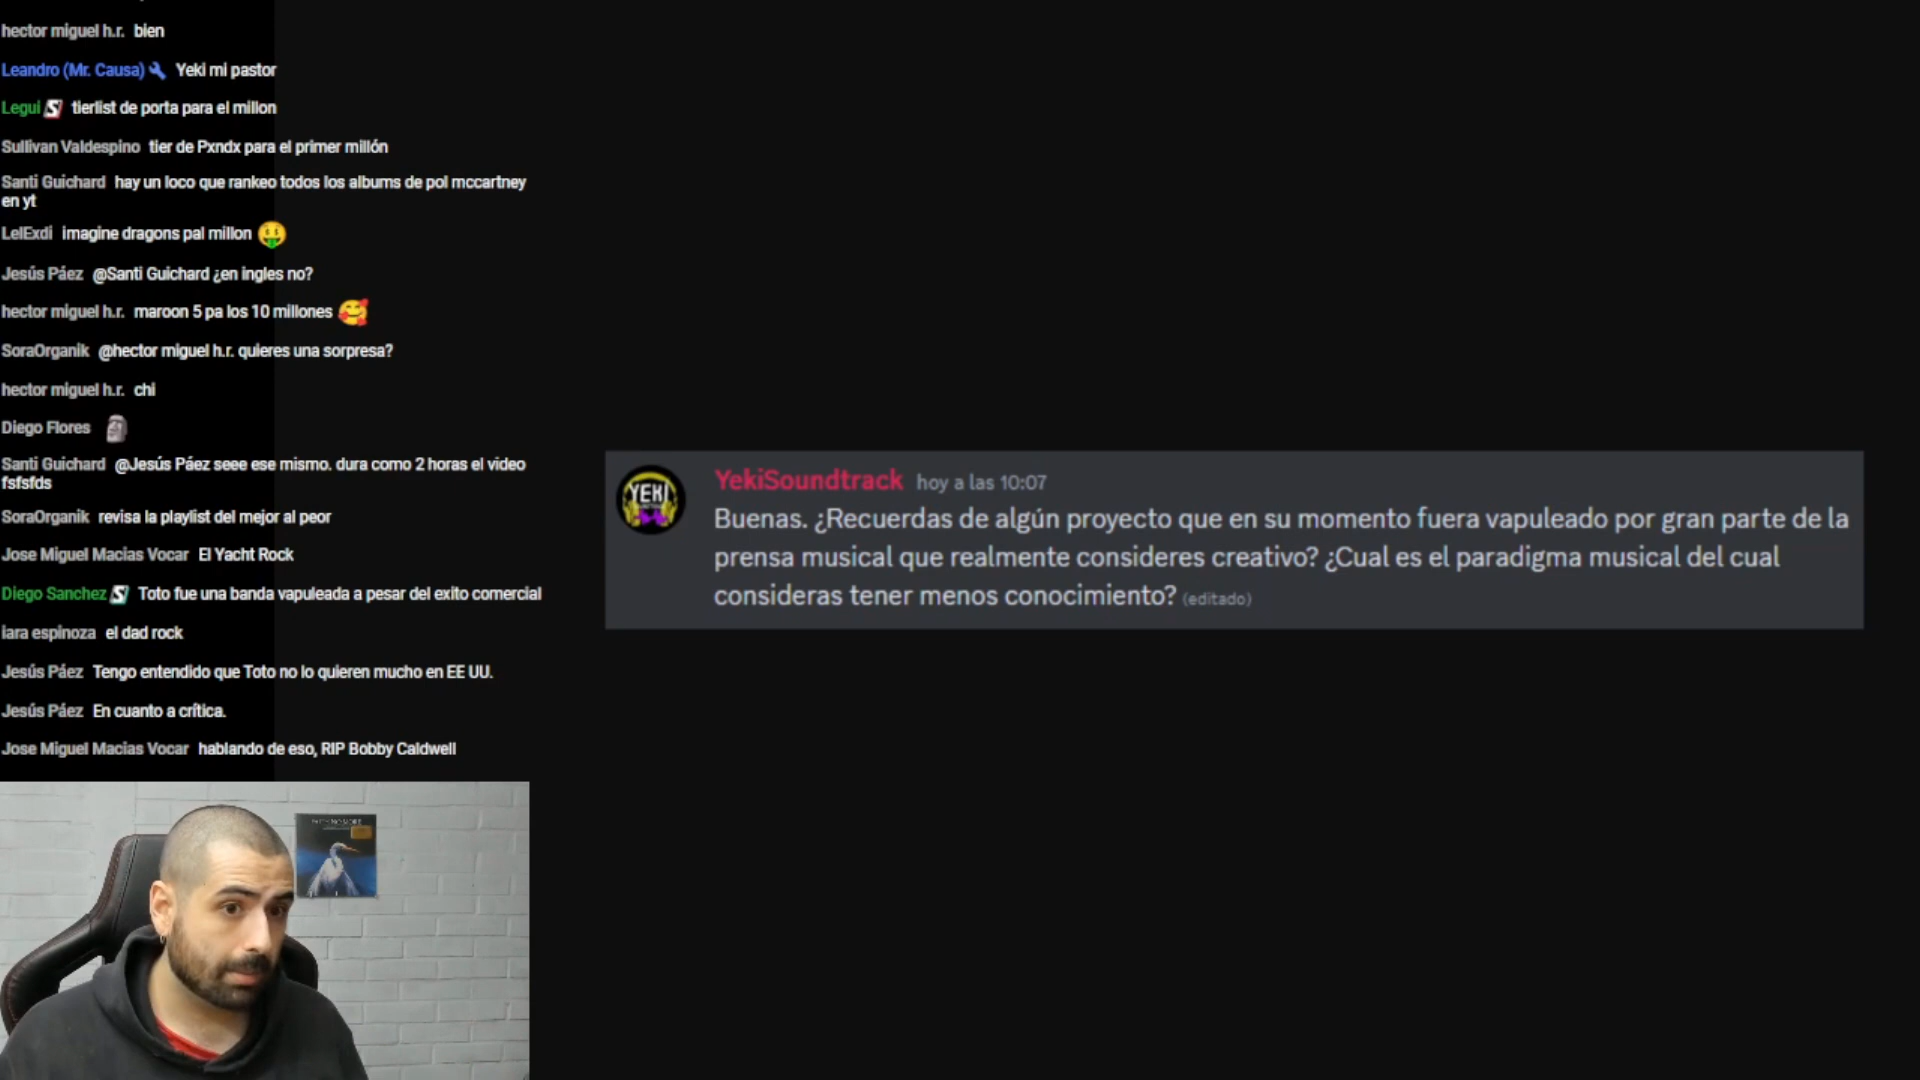 hector miguel h.r. bien
Leandro (Mr. Causa) Yeki mi pastor
Legui S tierlist de porta para el millon
Sullivan Valdespino tier de Pxndx para el primer millón
Santi Guichard hay un loco que rankeo todos los albums de pol mccartney
en yt
LelExdi imagine dragons pal millon
Jesús Páez @Santi Guichard ¿en ingles no?
hector miguel h.r. maroon 5 pa los 10 millones
SoraOrganik @hector miguel h.r. quieres una sorpresa?
hector miguel h.r. chi
Diego Flores
Santi Guichard @Jesús Páez seee ese mismo. dura como 2 horas el video
fsfsfds
SoraOrganik revisa la playlist del mejor al peor
Jose Miguel Macias Vocar El Yacht Rock
Diego Sanchez S Toto fue una banda vapuleada a pesar del exito comercial
iara espinoza el dad rock
Jesús Páez Tengo entendido que Toto no lo quieren mucho en EE UU.
Jesús Páez En cuanto a crítica.
Jose Miguel Macias Vocar hablando de eso, RIP Bobby Caldwell
YEKI
YekiSoundtrack hoy a las 10:07
Buenas. ¿Recuerdas de algún proyecto que en su momento fuera vapuleado por gran parte de la
prensa musical que realmente consideres creativo? ¿Cual es el paradigma musical del cual
consideras tener menos conocimiento? (editado)
FAITH NO MORE